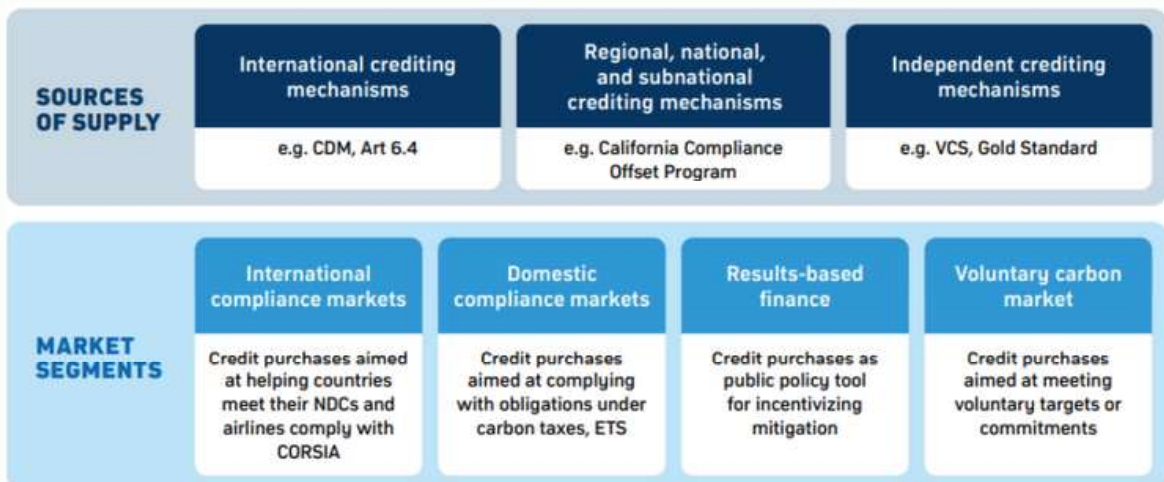 SOURCES
OF SUPPLY
International crediting
mechanisms
e.g. CDM, Art 6.4
Regional, national,
and subnational
crediting mechanisms
e.g. California Compliance
Offset Program
Independent crediting
mechanisms
e.g. VCS, Gold Standard
MARKET
SEGMENTS
International
compliance markets
Credit purchases aimed
at helping countries
meet their NDCs and
airlines comply with
CORSIA
Domestic
compliance markets
Credit purchases
aimed at complying
with obligations under
carbon taxes, ETS
Results-based
finance
Credit purchases as
public policy tool
for incentivizing
mitigation
Voluntary carbon
market
Credit purchases
aimed at meeting
voluntary targets or
commitments